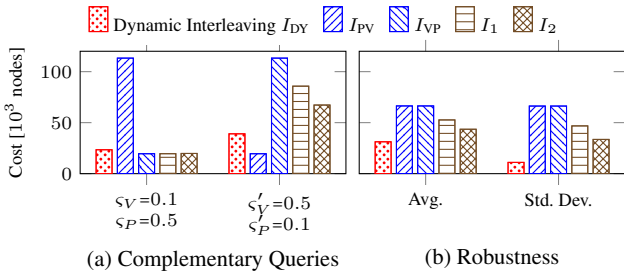 Dynamic Interleaving I_DY I_PV I_VP I_1 I_2
Cost [10^3 nodes]
100
50
0
ς_V=0.1
ς_P=0.5
ς′_V=0.5
ς′_P=0.1
Avg.
Std. Dev.
(a) Complementary Queries
(b) Robustness